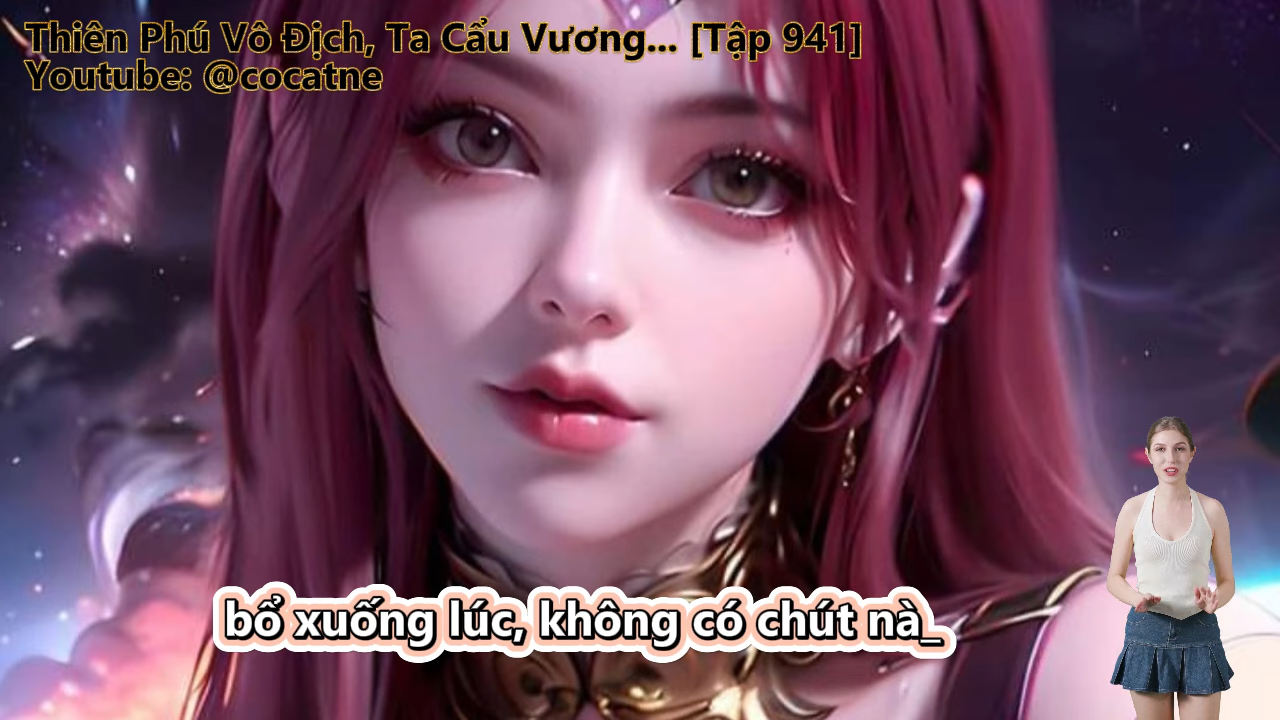 Thiên Phú Vô Địch, Ta Cẩu Vương... [Tập 941]
Youtube: @cocatne
bổ xuống lúc, không có chút nà_